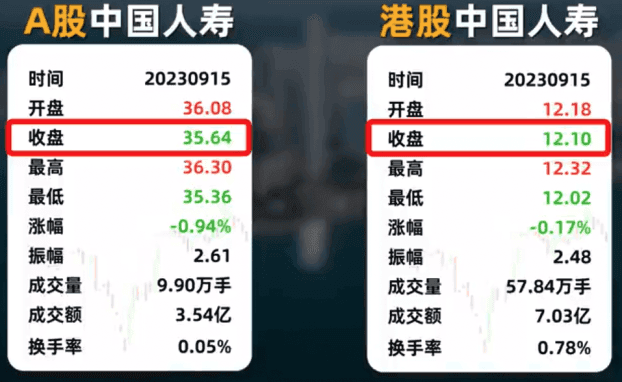 A股中国人寿
时间 20230915
开盘 36.08
收盘 35.64
最高 36.30
最低 35.36
涨幅 -0.94%
振幅 2.61
成交量 9.90万手
成交额 3.54亿
换手率 0.05%
港股中国人寿
时间 20230915
开盘 12.18
收盘 12.10
最高 12.32
最低 12.02
涨幅 -0.17%
振幅 2.48
成交量 57.84万手
成交额 7.03亿
换手率 0.78%